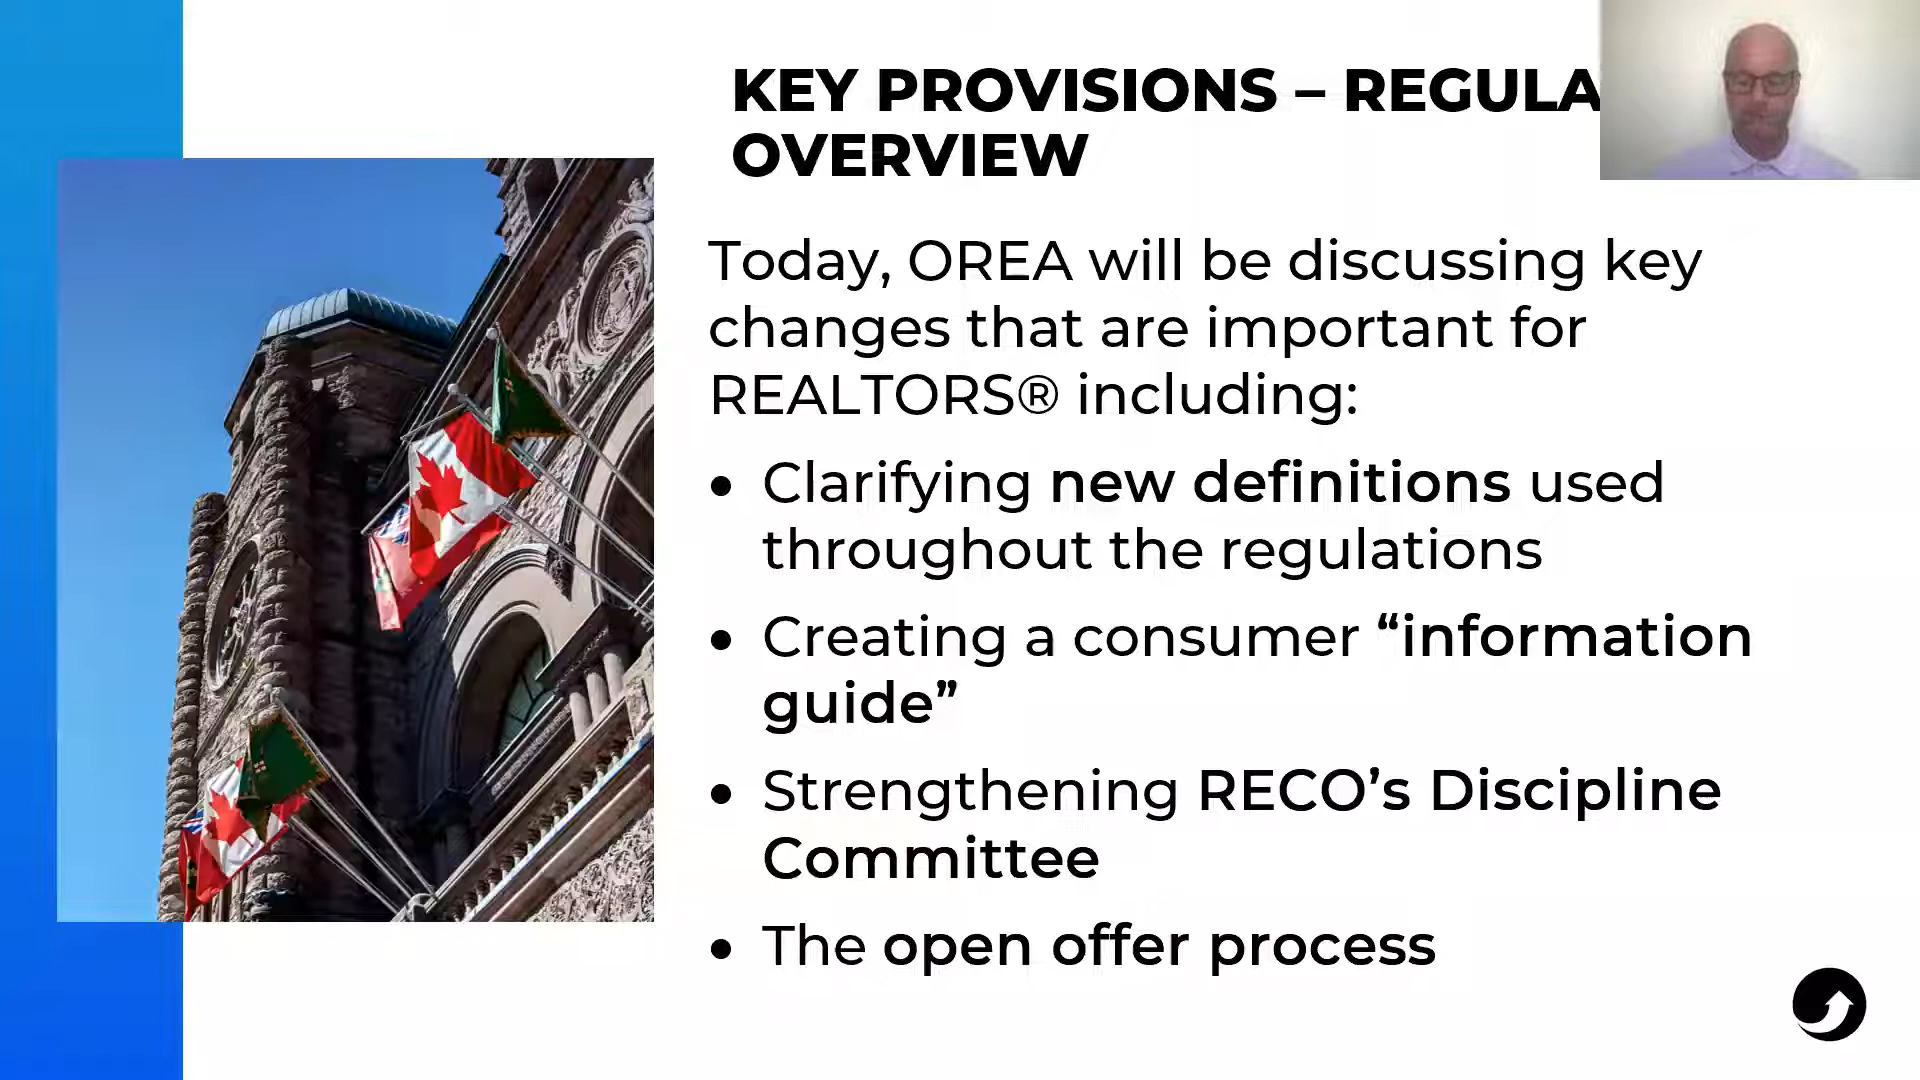 KEY PROVISIONS – REGULA
OVERVIEW
Today, OREA will be discussing key
changes that are important for
REALTORS® including:
• Clarifying new definitions used
throughout the regulations
• Creating a consumer “information
guide”
• Strengthening RECO’s Discipline
Committee
• The open offer process